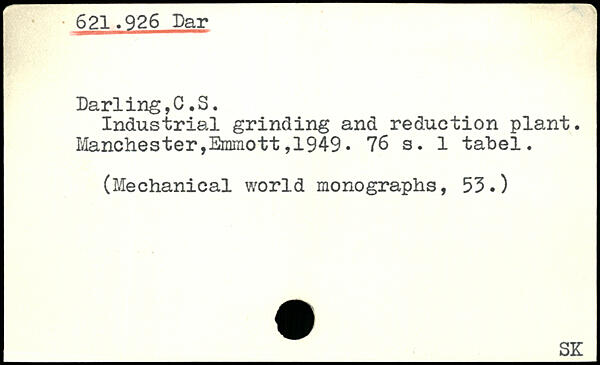 621.926 Dar
Darling,C.S.
Industrial grinding and reduction plant.
Manchester,Emmott,1949. 76 s. 1 tabel.
(Mechanical world monographs, 53.)
SK